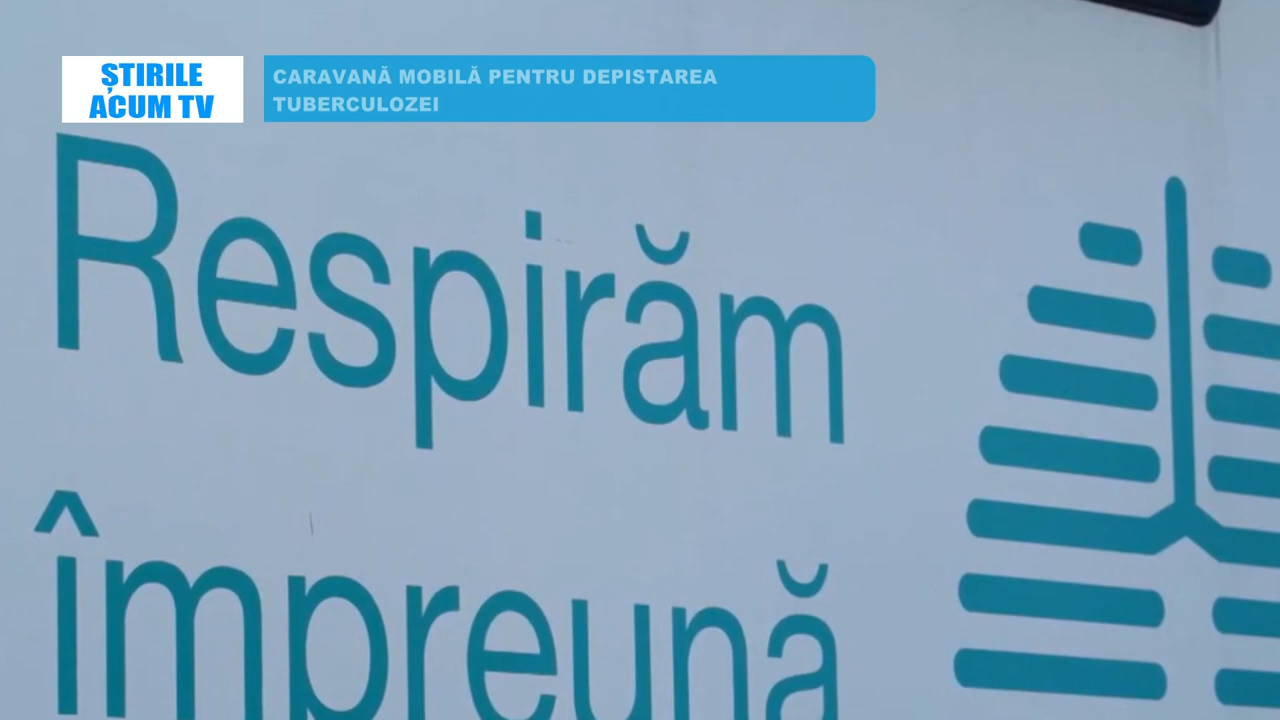 ȘTIRILE
ACUM TV
CARAVANĂ MOBILĂ PENTRU DEPISTAREA
TUBERCULOZEI
Respirăm
împreună